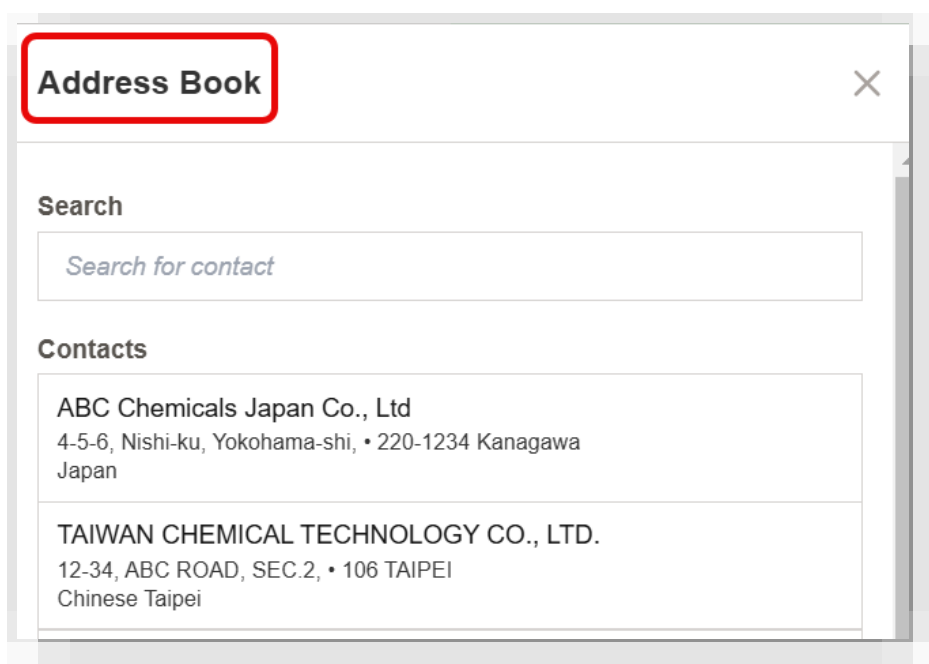 Address Book
Search
Search for contact
Contacts
ABC Chemicals Japan Co., Ltd
4-5-6, Nishi-ku, Yokohama-shi, • 220-1234 Kanagawa
Japan
TAIWAN CHEMICAL TECHNOLOGY CO., LTD.
12-34, ABC ROAD, SEC.2, • 106 TAIPEI
Chinese Taipei